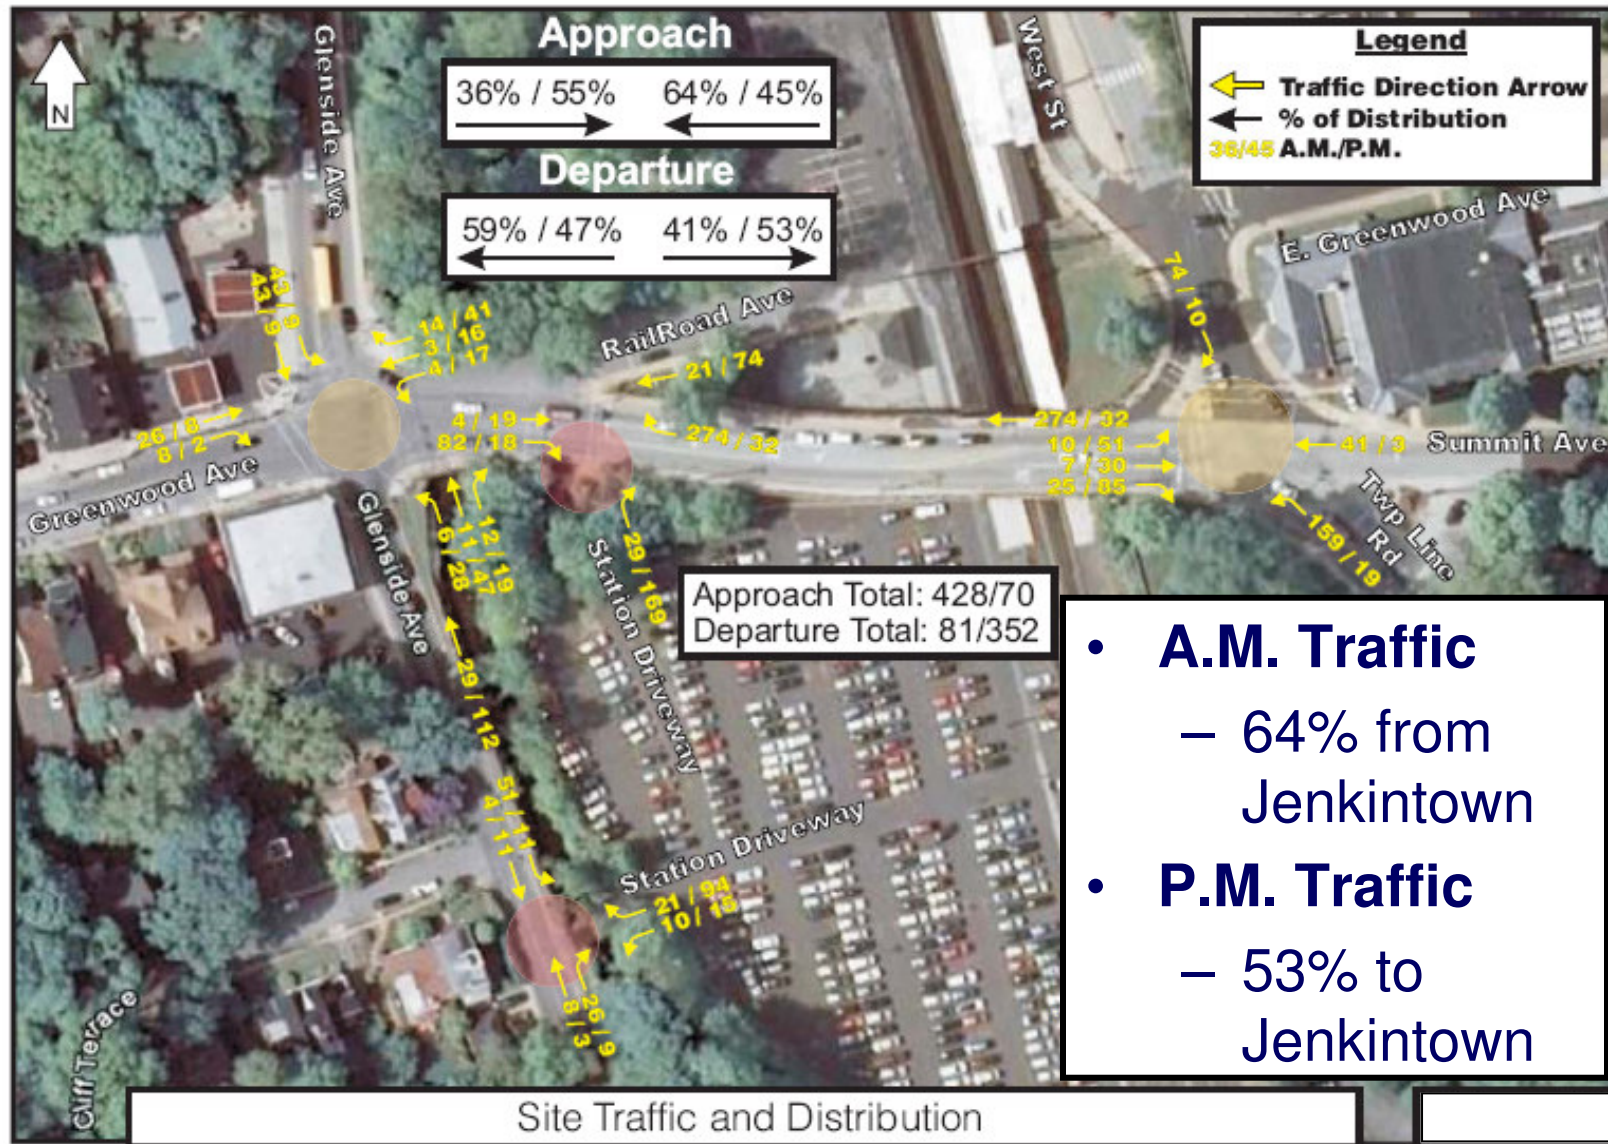 Approach
36% / 55% 64% / 45%
Departure
59% / 47% 41% / 53%
Legend
Traffic Direction Arrow
% of Distribution
36/45 A.M./P.M.
N
Glenside Ave
West St
E. Greenwood Ave
RailRoad Ave
74 / 10
43 / 9
43 / 9
14 / 41
3 / 16
4 / 17
21 / 74
26 / 8
8 / 2
4 / 19
82 / 18
274 / 32
274 / 32
10 / 51
7 / 30
25 / 85
41 / 3
Summit Ave
Greenwood Ave
Glenside Ave
12 / 19
11 / 47
6 / 28
29 / 169
Station Driveway
159 / 19
Twp Line
Rd
Approach Total: 428/70
Departure Total: 81/352
29 / 112
51 / 11
4 / 11
Station Driveway
21 / 94
10 / 15
26 / 9
8 / 3
Cliff Terrace
• A.M. Traffic
– 64% from
Jenkintown
• P.M. Traffic
– 53% to
Jenkintown
Site Traffic and Distribution